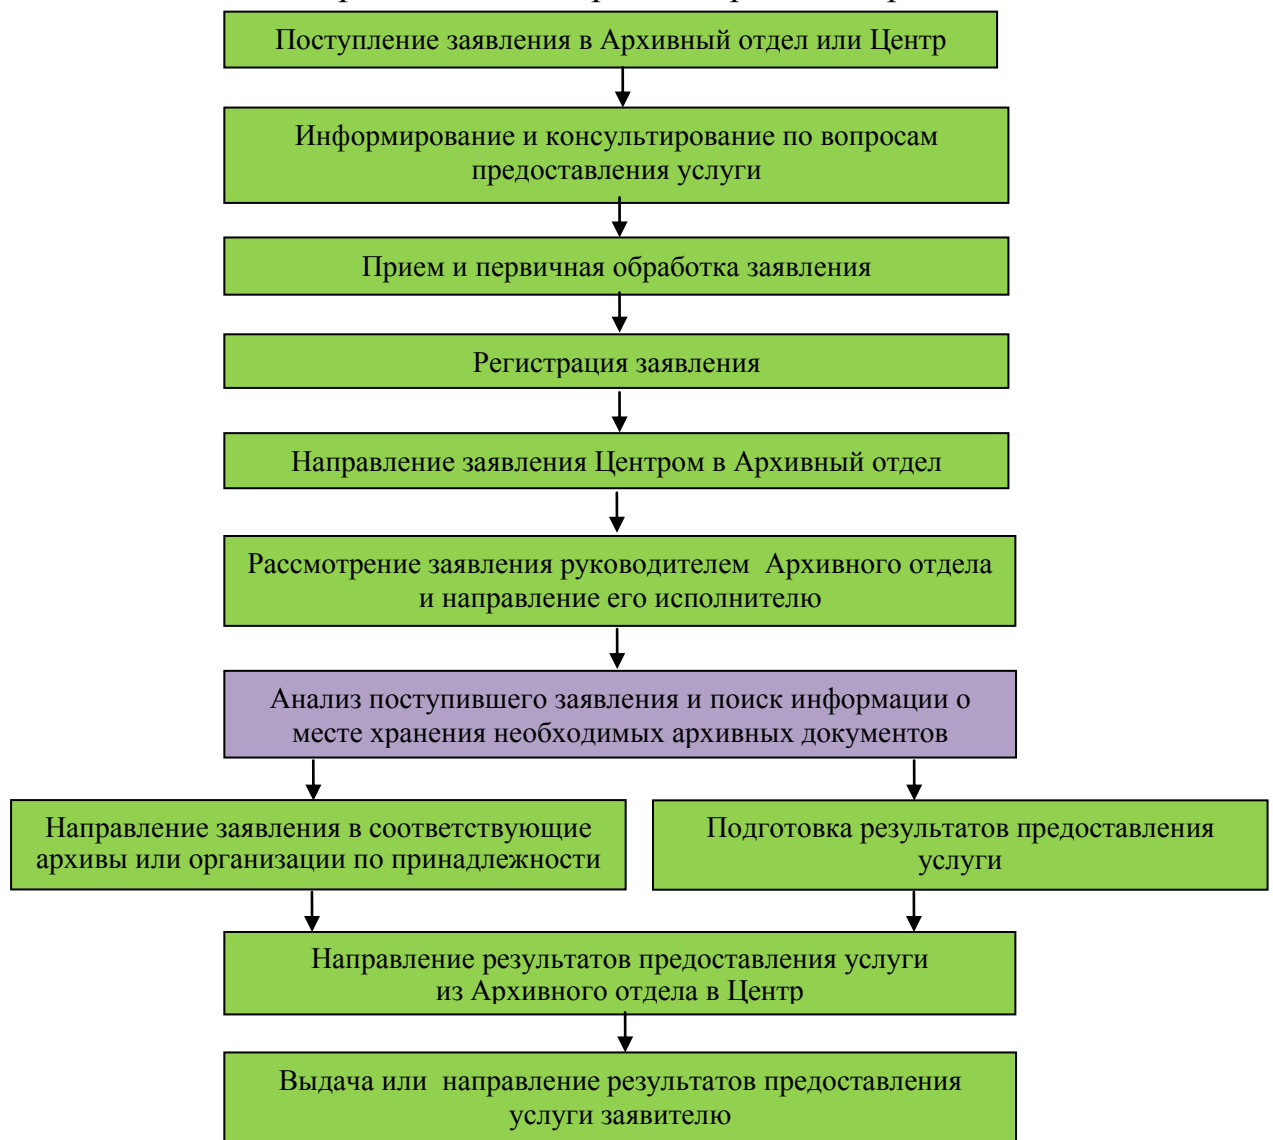 Поступление заявления в Архивный отдел или Центр
Информирование и консультирование по вопросам
предоставления услуги
Прием и первичная обработка заявления
Регистрация заявления
Направление заявления Центром в Архивный отдел
Рассмотрение заявления руководителем Архивного отдела
и направление его исполнителю
Анализ поступившего заявления и поиск информации о
месте хранения необходимых архивных документов
Направление заявления в соответствующие
архивы или организации по принадлежности
Подготовка результатов предоставления
услуги
Направление результатов предоставления услуги
из Архивного отдела в Центр
Выдача или направление результатов предоставления
услуги заявителю